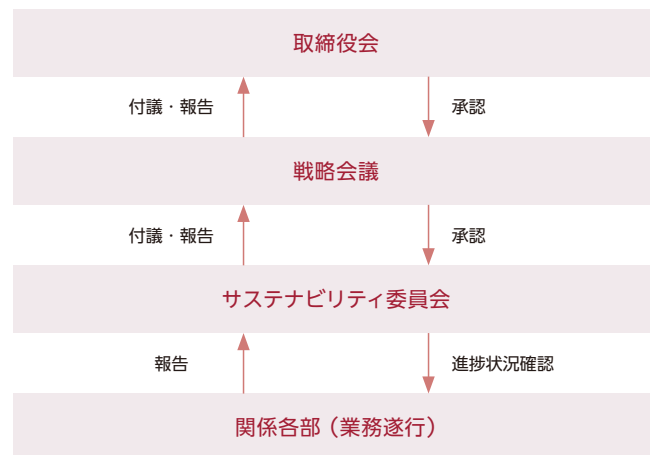 取締役会
付議・報告
承認
戦略会議
付議・報告
承認
サステナビリティ委員会
報告
進捗状況確認
関係各部（業務遂行）